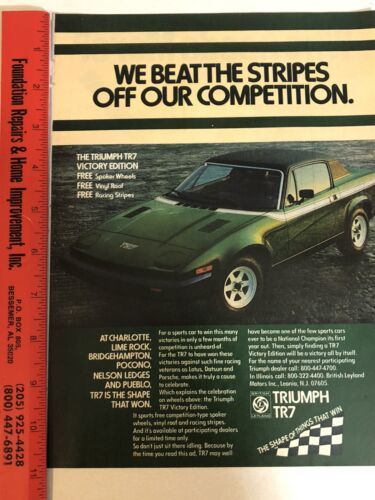 WE BEAT THE STRIPES
OFF OUR COMPETITION.
THE TRIUMPH TR7
VICTORY EDITION
FREE Spoker Wheels
FREE Vinyl Roof
FREE Racing Stripes
AT CHARLOTTE,
LIME ROCK,
BRIDGEHAMPTON,
POCONO,
NELSON LEDGES
AND PUEBLO,
TR7 IS THE SHAPE
THAT WON.
For a sports car to win this many
victories in only a few months of
competition is unheard of.
For the TR7 to have won these
victories against such fine racing
veterans as Lotus, Datsun and
Porsche, makes it truly a cause
to celebrate.
Which explains the celebration
on wheels above: the Triumph
TR7 Victory Edition.
It sports free competition-type spoker
wheels, vinyl roof and racing stripes.
And it's available at participating dealers
for a limited time only.
So don't just sit there idling. Because by
the time you read this ad, TR7 may well
have become one of the few sports cars
ever to be a National Champion its first
year out. Then, simply finding a TR7
Victory Edition will be a victory all by itself.
For the name of your nearest participating
Triumph dealer call: 800-447-4700.
In Illinois call: 800-322-4400. British Leyland
Motors Inc., Leonia, N.J. 07605.
BRITISH
LEYLAND
TRIUMPH
TR7
THE SHAPE OF THINGS THAT WIN
Foundation Repairs & Home Improvement, Inc.
P.O. BOX 805,
BESSEMER, AL 35020
(205) 925-4428
(800) 447-6891